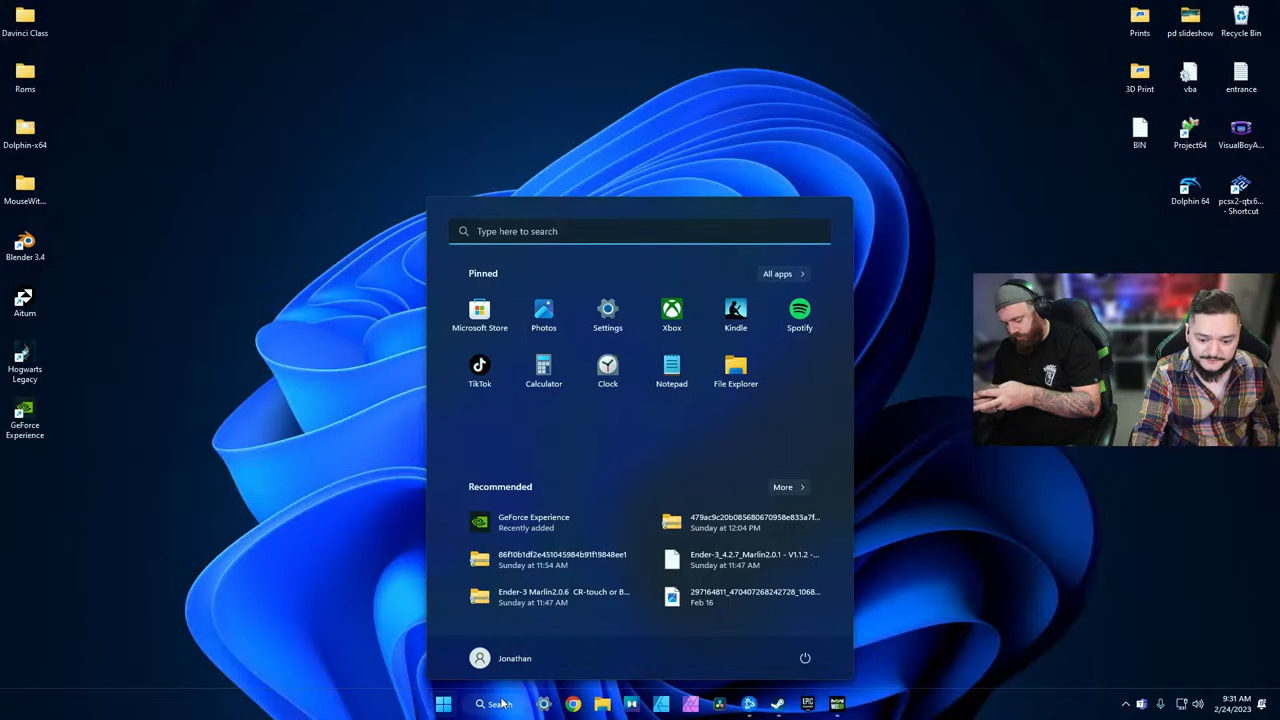 Davinci Class
Roms
Dolphin-x64
MouseWit...
Blender 3.4
Aitum
Hogwarts
Legacy
GeForce
Experience
Prints
pd slideshow
Recycle Bin
3D Print
vba
entrance
BIN
Project64
VisualBoyA...
Dolphin 64
pcsx2-qtx6...
- Shortcut
Type here to search
Pinned
All apps
Microsoft Store
Photos
Settings
Xbox
Kindle
Spotify
TikTok
Calculator
Clock
Notepad
File Explorer
Recommended
More
GeForce Experience
Recently added
479ac9c20b085680670958e833a7f...
Sunday at 12:04 PM
86f10b1df2e451045984b91f19848ee1
Sunday at 11:54 AM
Ender-3_4.2.7_Marlin2.0.1 - V1.1.2 -...
Sunday at 11:47 AM
Ender-3 Marlin2.0.6 CR-touch or B...
Sunday at 11:47 AM
297164811_470407268242728_1068...
Feb 16
Jonathan
Search
EPIC
9:31 AM
2/24/2023